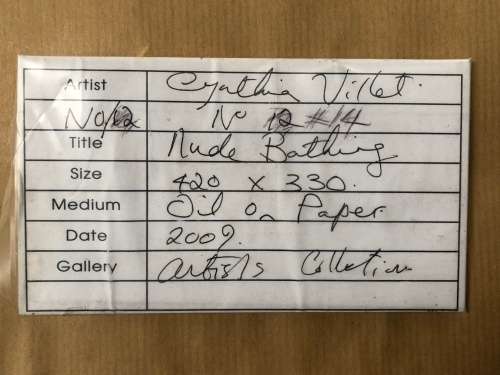 Artist Cynthia Villet
No/12 No 12 #14
Title Nude Bathing
Size 420 x 330.
Medium Oil on Paper
Date 2009.
Gallery Artists Collection